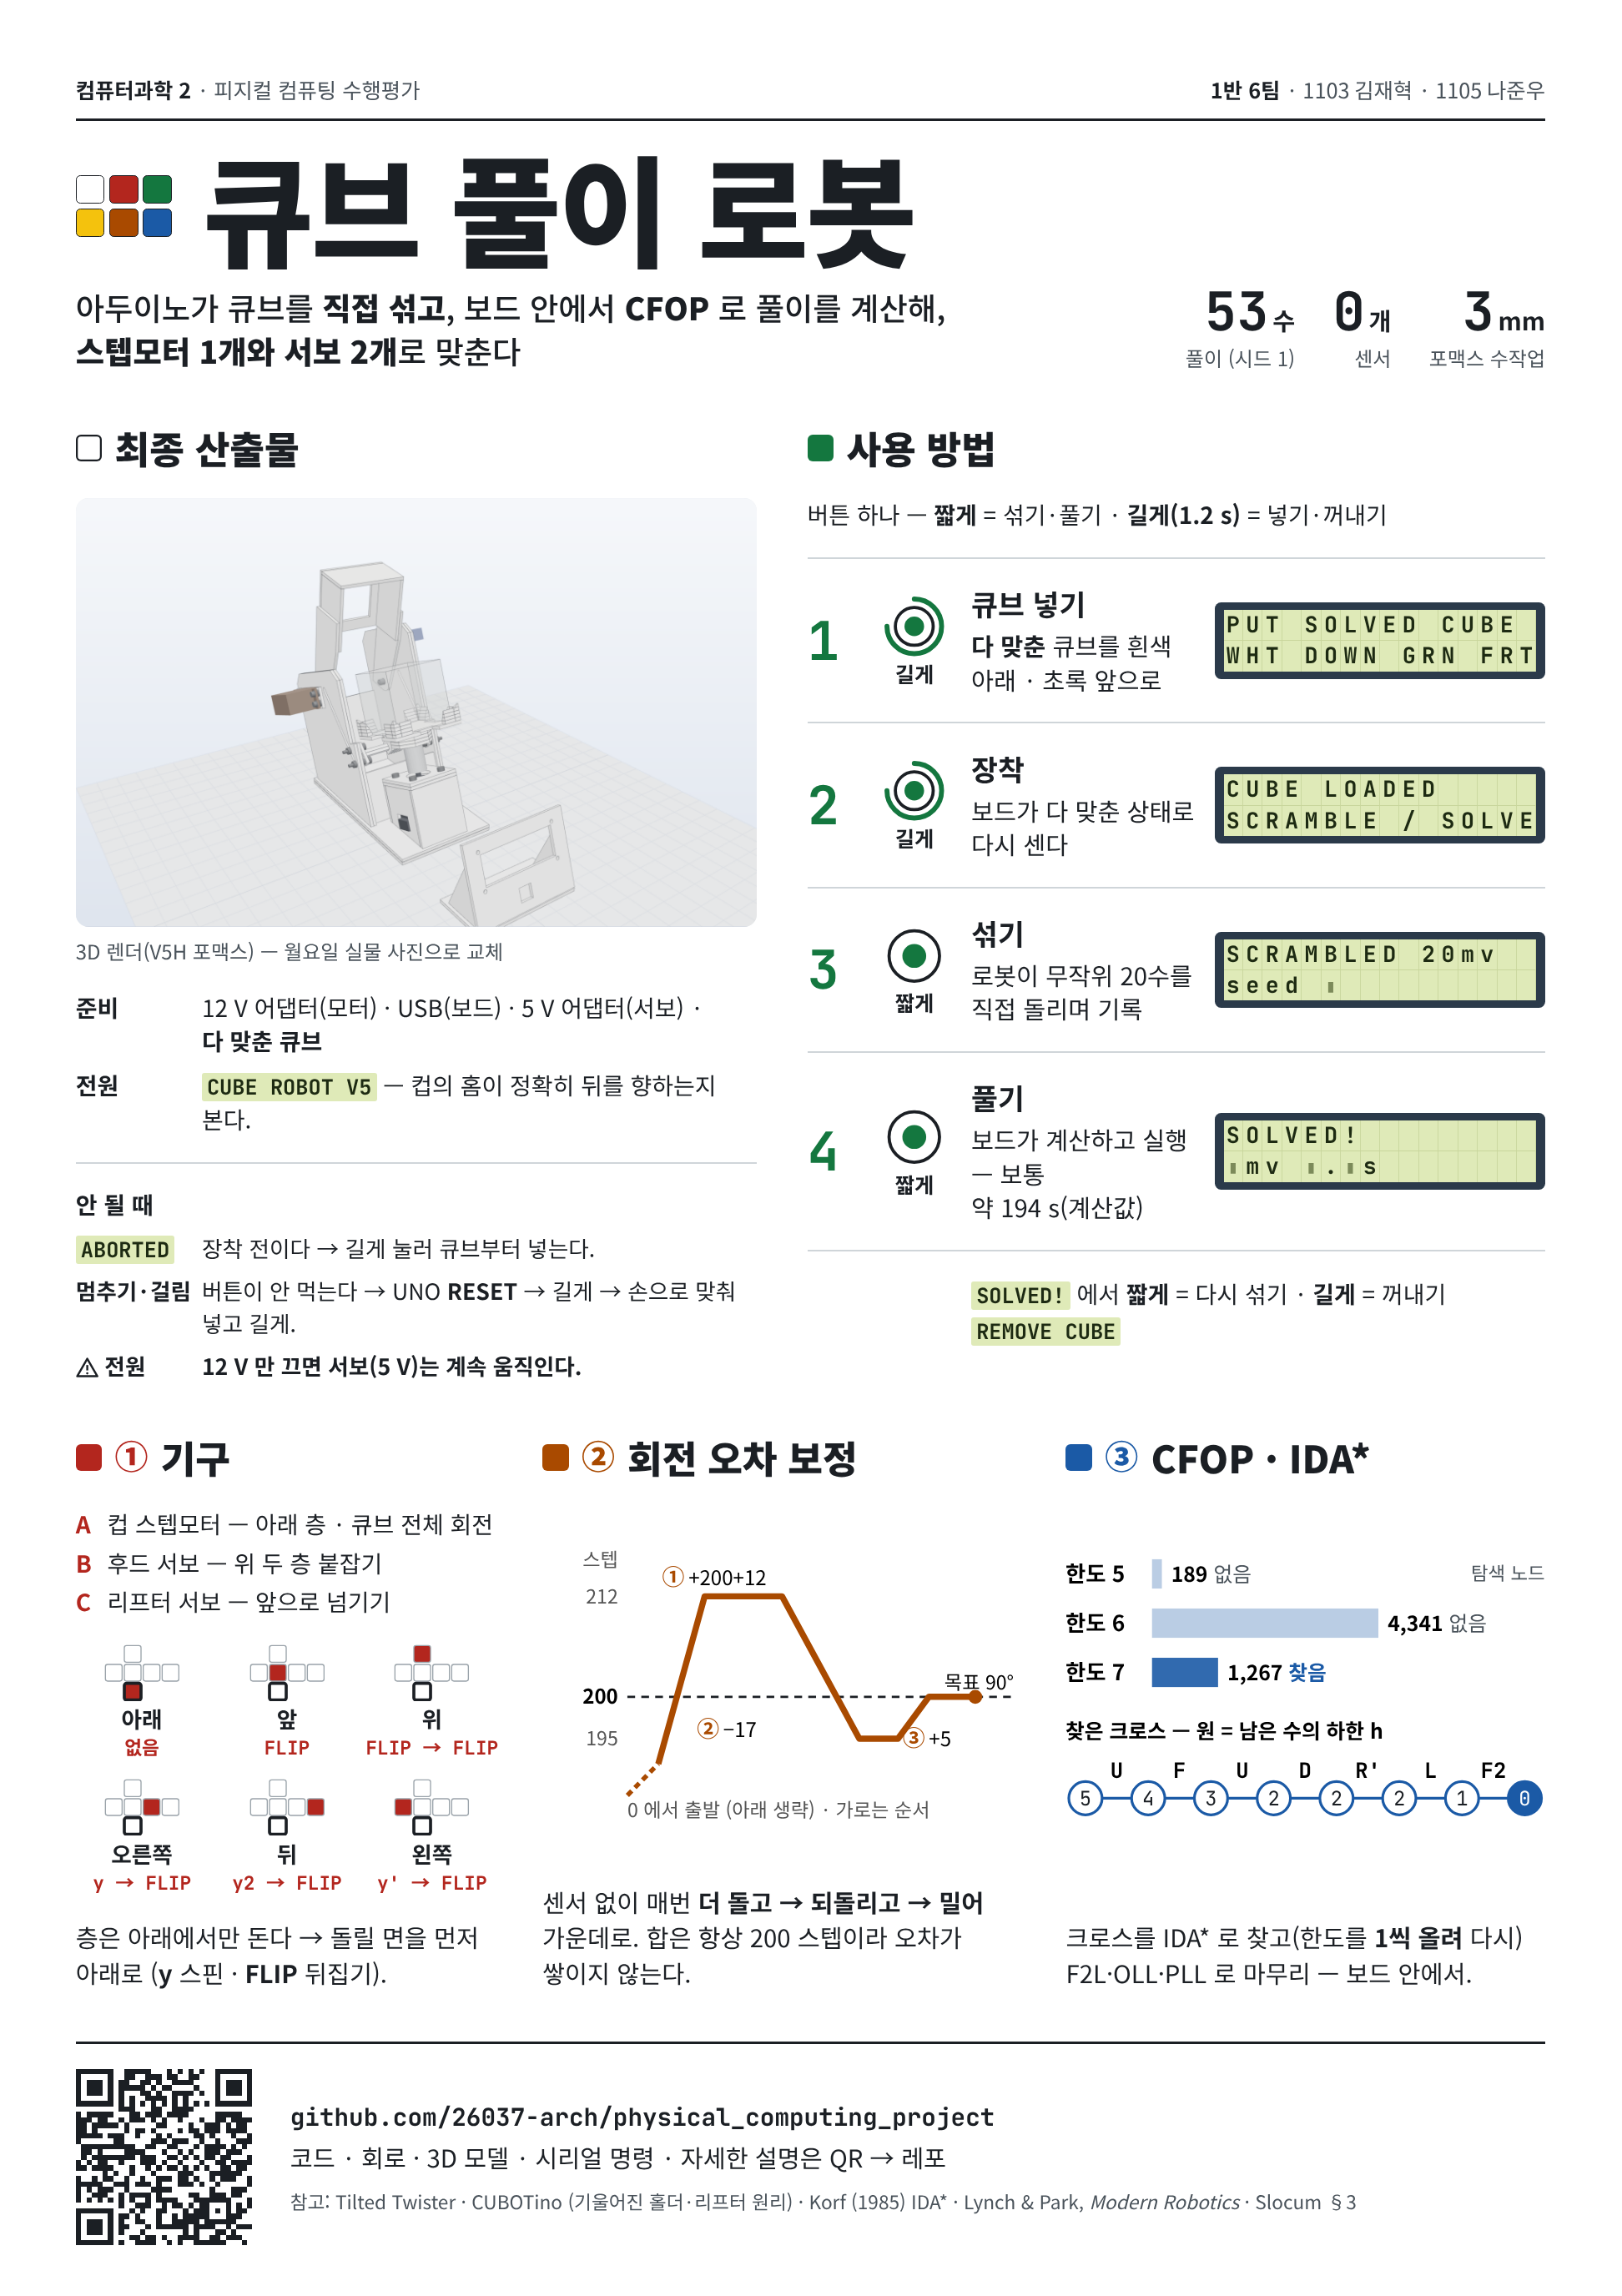 컴퓨터과학 2 · 피지컬 컴퓨팅 수행평가
1반 6팀 · 1103 김재혁 · 1105 나준우
큐브 풀이 로봇
아두이노가 큐브를 직접 섞고, 보드 안에서 CFOP 로 풀이를 계산해,
스텝모터 1개와 서보 2개로 맞춘다
53 수
풀이 (시드 1)
0 개
센서
3 mm
포맥스 수작업
최종 산출물
3D 렌더(V5H 포맥스) — 월요일 실물 사진으로 교체
준비 12 V 어댑터(모터) · USB(보드) · 5 V 어댑터(서보) ·
다 맞춘 큐브
전원 CUBE ROBOT V5 — 컵의 홈이 정확히 뒤를 향하는지
본다.
안 될 때
ABORTED 장착 전이다 → 길게 눌러 큐브부터 넣는다.
멈추기·걸림 버튼이 안 먹는다 → UNO RESET → 길게 → 손으로 맞춰
넣고 길게.
⚠ 전원 12 V 만 끄면 서보(5 V)는 계속 움직인다.
사용 방법
버튼 하나 — 짧게 = 섞기·풀기 · 길게(1.2 s) = 넣기·꺼내기
1
길게
큐브 넣기
다 맞춘 큐브를 흰색
아래 · 초록 앞으로
PUT SOLVED CUBE
WHT DOWN GRN FRT
2
길게
장착
보드가 다 맞춘 상태로
다시 센다
CUBE LOADED
SCRAMBLE / SOLVE
3
짧게
섞기
로봇이 무작위 20수를
직접 돌리며 기록
SCRAMBLED 20mv
seed ▮
4
짧게
풀기
보드가 계산하고 실행
— 보통
약 194 s(계산값)
SOLVED!
▮mv ▮.▮s
SOLVED! 에서 짧게 = 다시 섞기 · 길게 = 꺼내기
REMOVE CUBE
① 기구
A 컵 스텝모터 — 아래 층 · 큐브 전체 회전
B 후드 서보 — 위 두 층 붙잡기
C 리프터 서보 — 앞으로 넘기기
아래 앞 위
없음 FLIP FLIP → FLIP
오른쪽 뒤 왼쪽
y → FLIP y2 → FLIP y' → FLIP
층은 아래에서만 돈다 → 돌릴 면을 먼저
아래로 (y 스핀 · FLIP 뒤집기).
② 회전 오차 보정
스텝
① +200+12
212
목표 90°
200
② −17
195
③ +5
0 에서 출발 (아래 생략) · 가로는 순서
센서 없이 매번 더 돌고 → 되돌리고 → 밀어
가운데로. 합은 항상 200 스텝이라 오차가
쌓이지 않는다.
③ CFOP · IDA*
한도 5 189 없음 탐색 노드
한도 6 4,341 없음
한도 7 1,267 찾음
찾은 크로스 — 원 = 남은 수의 하한 h
U F U D R' L F2
5 4 3 2 2 2 1 0
크로스를 IDA* 로 찾고(한도를 1씩 올려 다시)
F2L·OLL·PLL 로 마무리 — 보드 안에서.
github.com/26037-arch/physical_computing_project
코드 · 회로 · 3D 모델 · 시리얼 명령 · 자세한 설명은 QR → 레포
참고: Tilted Twister · CUBOTino (기울어진 홀더·리프터 원리) · Korf (1985) IDA* · Lynch & Park, Modern Robotics · Slocum §3